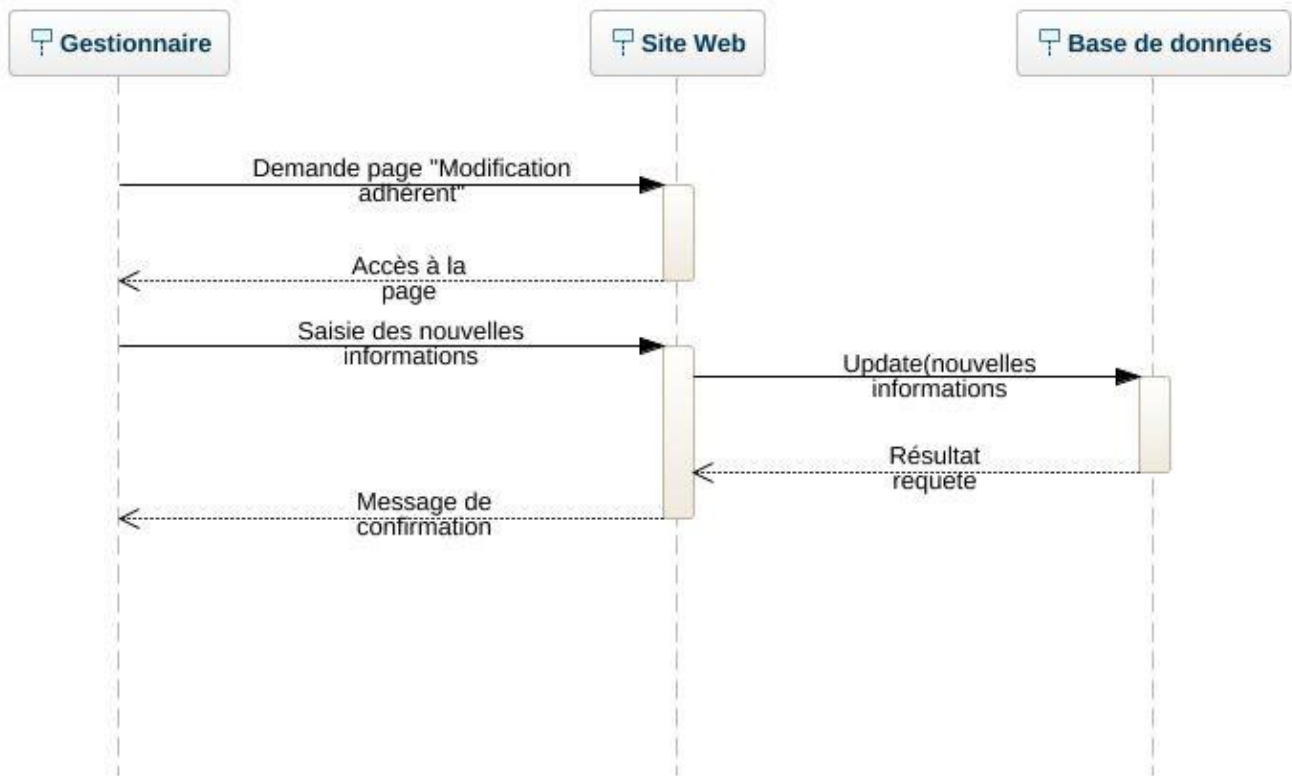 Gestionnaire
Site Web
Base de données
Demande page "Modification
adhérent"
Accès à la
page
Saisie des nouvelles
informations
Update(nouvelles
informations
Résultat
requete
Message de
confirmation